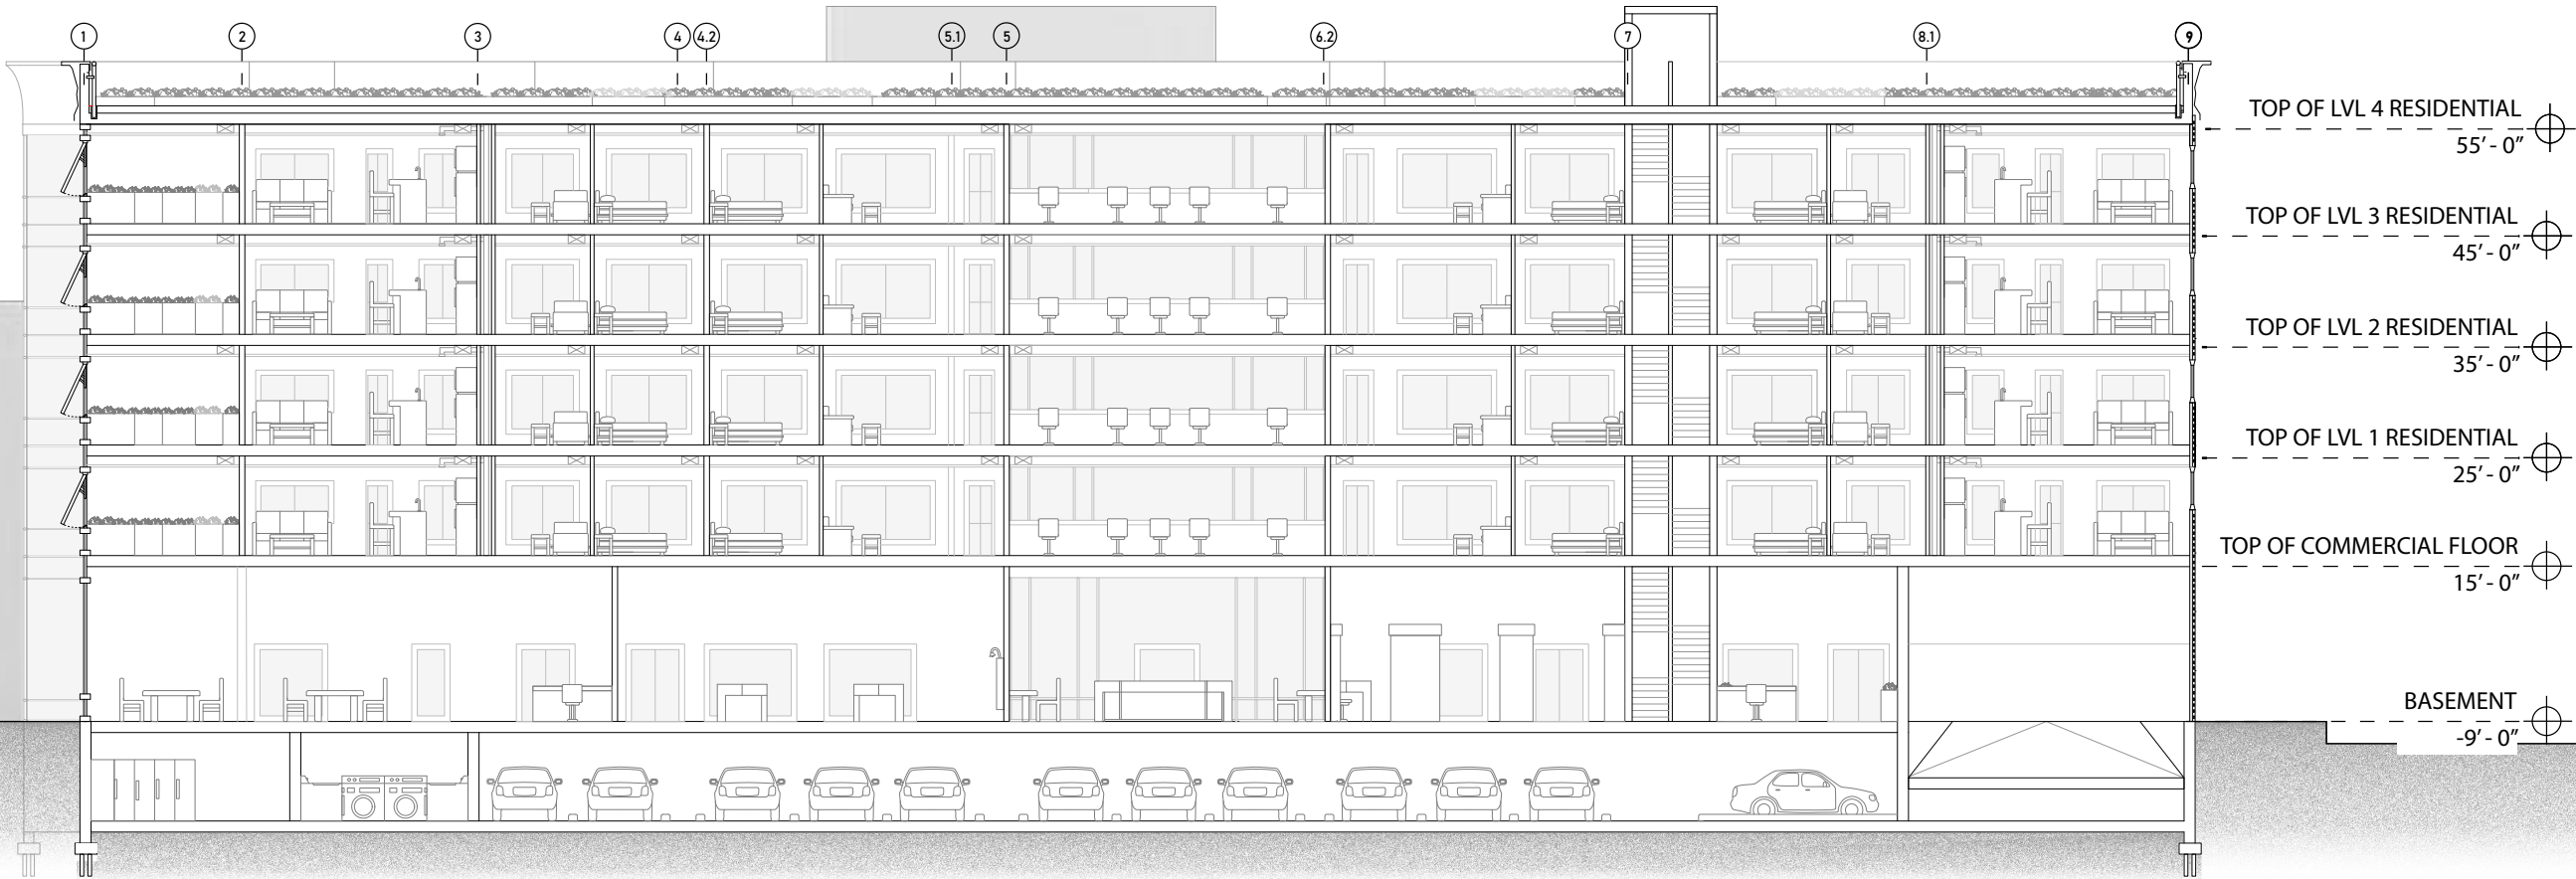 1 2 3 4 4.2 5.1 5 6.2 7 8.1 9
TOP OF LVL 4 RESIDENTIAL
55' - 0"
TOP OF LVL 3 RESIDENTIAL
45' - 0"
TOP OF LVL 2 RESIDENTIAL
35' - 0"
TOP OF LVL 1 RESIDENTIAL
25' - 0"
TOP OF COMMERCIAL FLOOR
15' - 0"
BASEMENT
-9' - 0"